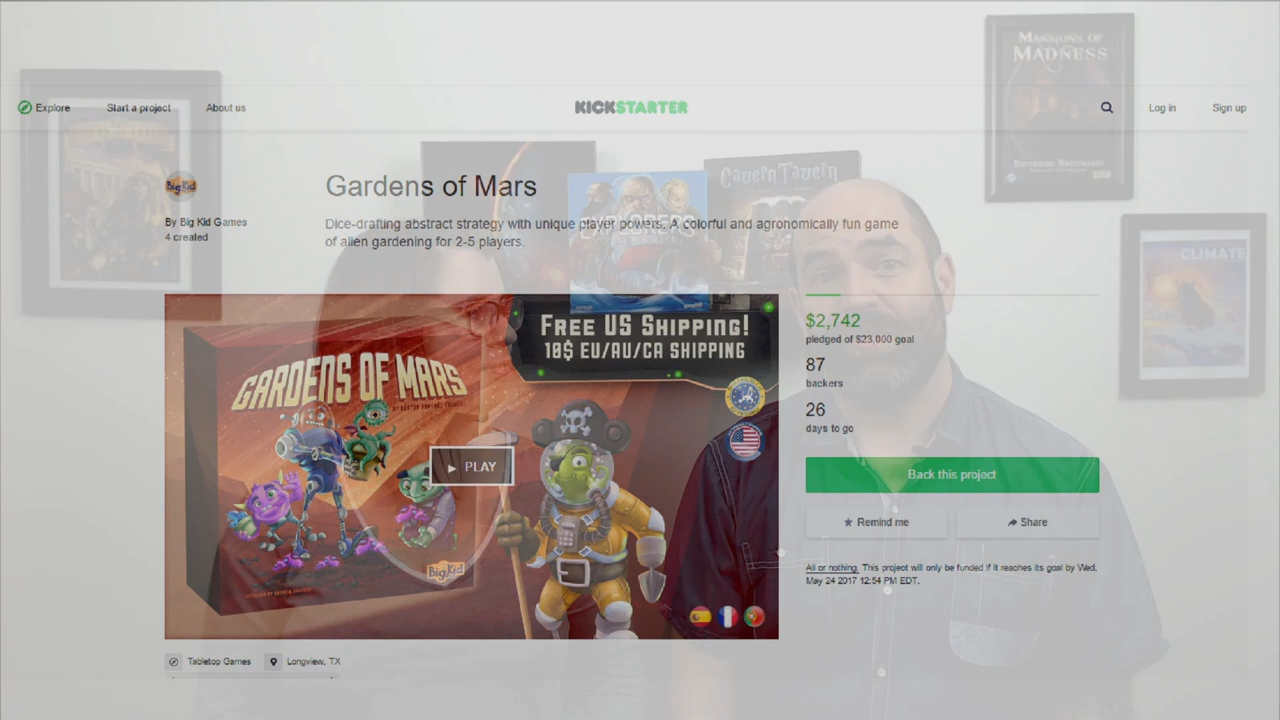 MANSIONS OF
MADNESS
Explore
Start a project
About us
KICKSTARTER
Log in
Sign up
RECURRING NIGHTMARES
Cavern Tavern
BigKid
Gardens of Mars
By Big Kid Games
4 created
Dice-drafting abstract strategy with unique player powers. A colorful and agronomically fun game
of alien gardening for 2-5 players.
EXPLORERS
CLIMATE
FREE US SHIPPING!
10$ EU/AU/CA SHIPPING
$2,742
pledged of $23,000 goal
GARDENS OF MARS
87
backers
26
days to go
PLAY
Back this project
Remind me
Share
BigKid
All or nothing. This project will only be funded if it reaches its goal by Wed,
May 24 2017 12:54 PM EDT.
Tabletop Games
Longview, TX